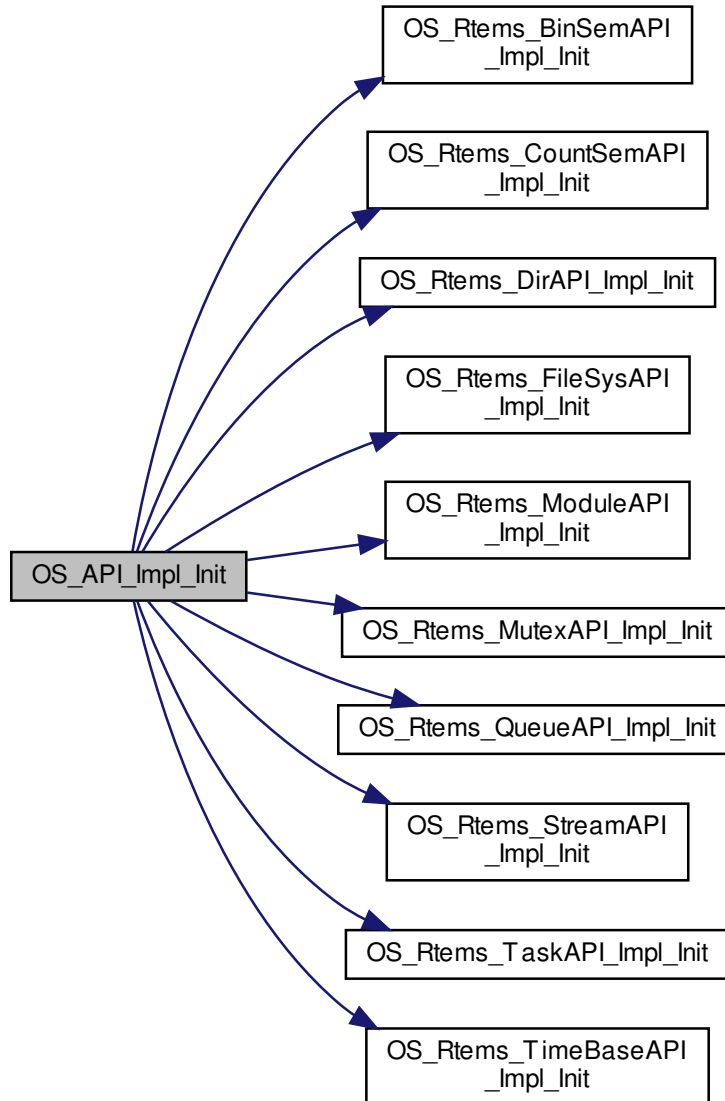 OS_Rtems_BinSemAPI
_Impl_Init
OS_Rtems_CountSemAPI
_Impl_Init
OS_Rtems_DirAPI_Impl_Init
OS_Rtems_FileSysAPI
_Impl_Init
OS_Rtems_ModuleAPI
_Impl_Init
OS_API_Impl_Init
OS_Rtems_MutexAPI_Impl_Init
OS_Rtems_QueueAPI_Impl_Init
OS_Rtems_StreamAPI
_Impl_Init
OS_Rtems_TaskAPI_Impl_Init
OS_Rtems_TimeBaseAPI
_Impl_Init